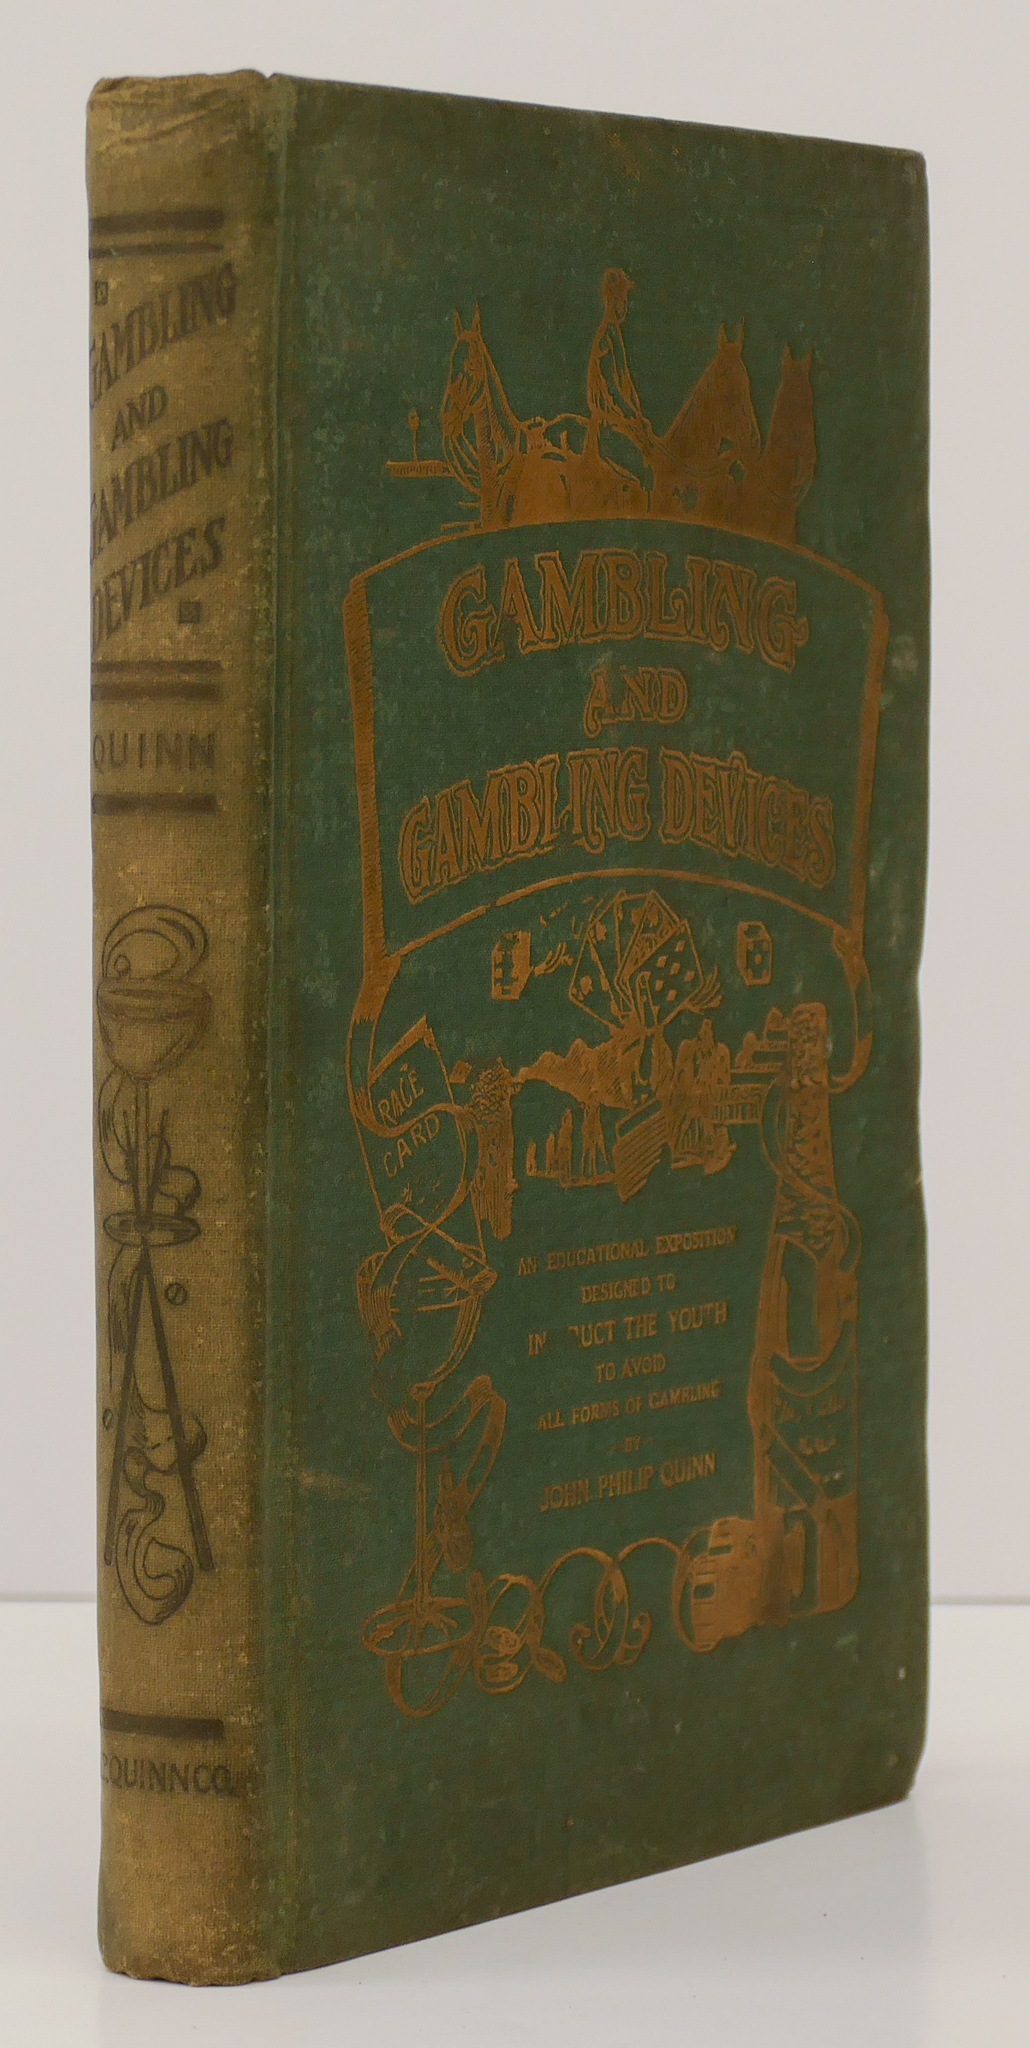 GAMBLING
AND
GAMBLING
DEVICES
QUINN
P.QUINN CO.
GAMBLING
AND
GAMBLING DEVICES
RACE
CARD
AN EDUCATIONAL EXPOSITION
DESIGNED TO
INSTRUCT THE YOUTH
TO AVOID
ALL FORMS OF GAMBLING
BY
JOHN PHILIP QUINN